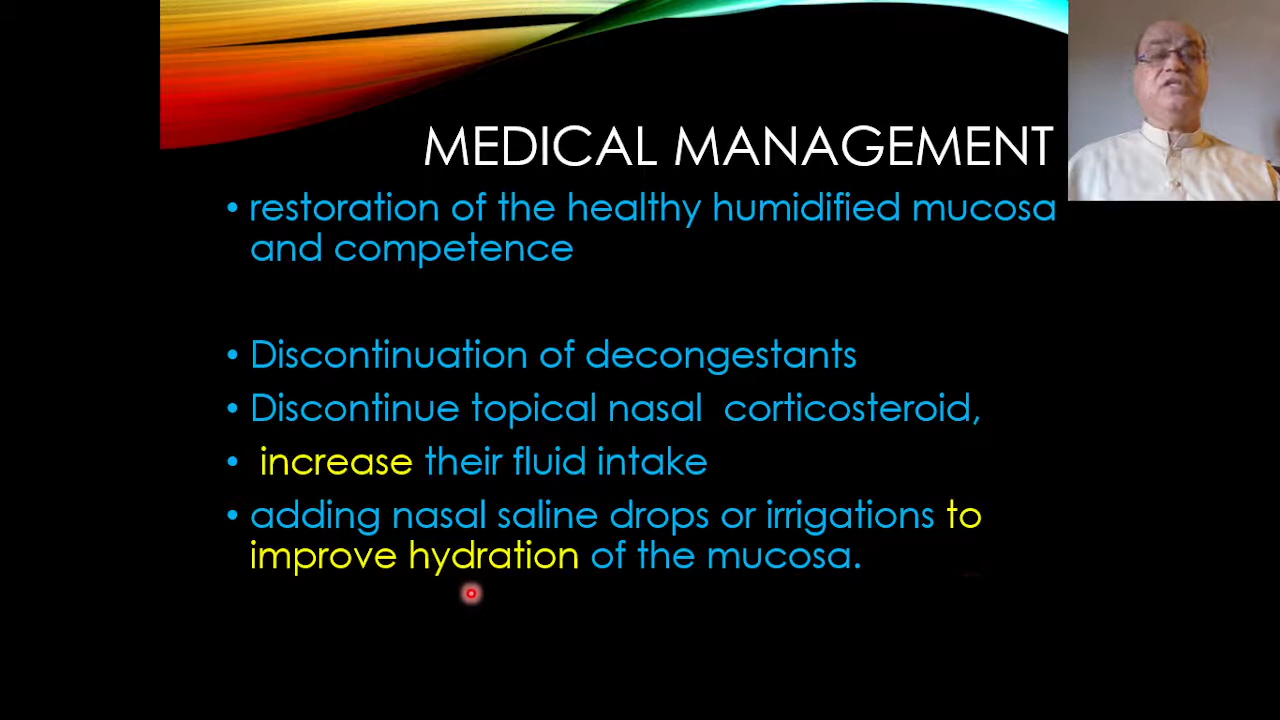 MEDICAL MANAGEMENT
• restoration of the healthy humidified mucosa
and competence
• Discontinuation of decongestants
• Discontinue topical nasal corticosteroid,
• increase their fluid intake
• adding nasal saline drops or irrigations to
improve hydration of the mucosa.